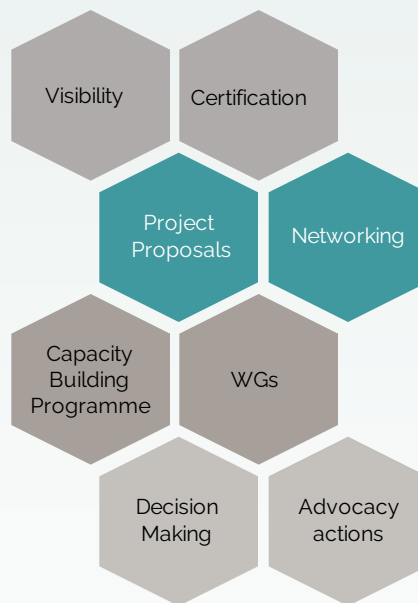 Visibility
Certification
Project
Proposals
Networking
Capacity
Building
Programme
WGs
Decision
Making
Advocacy
actions